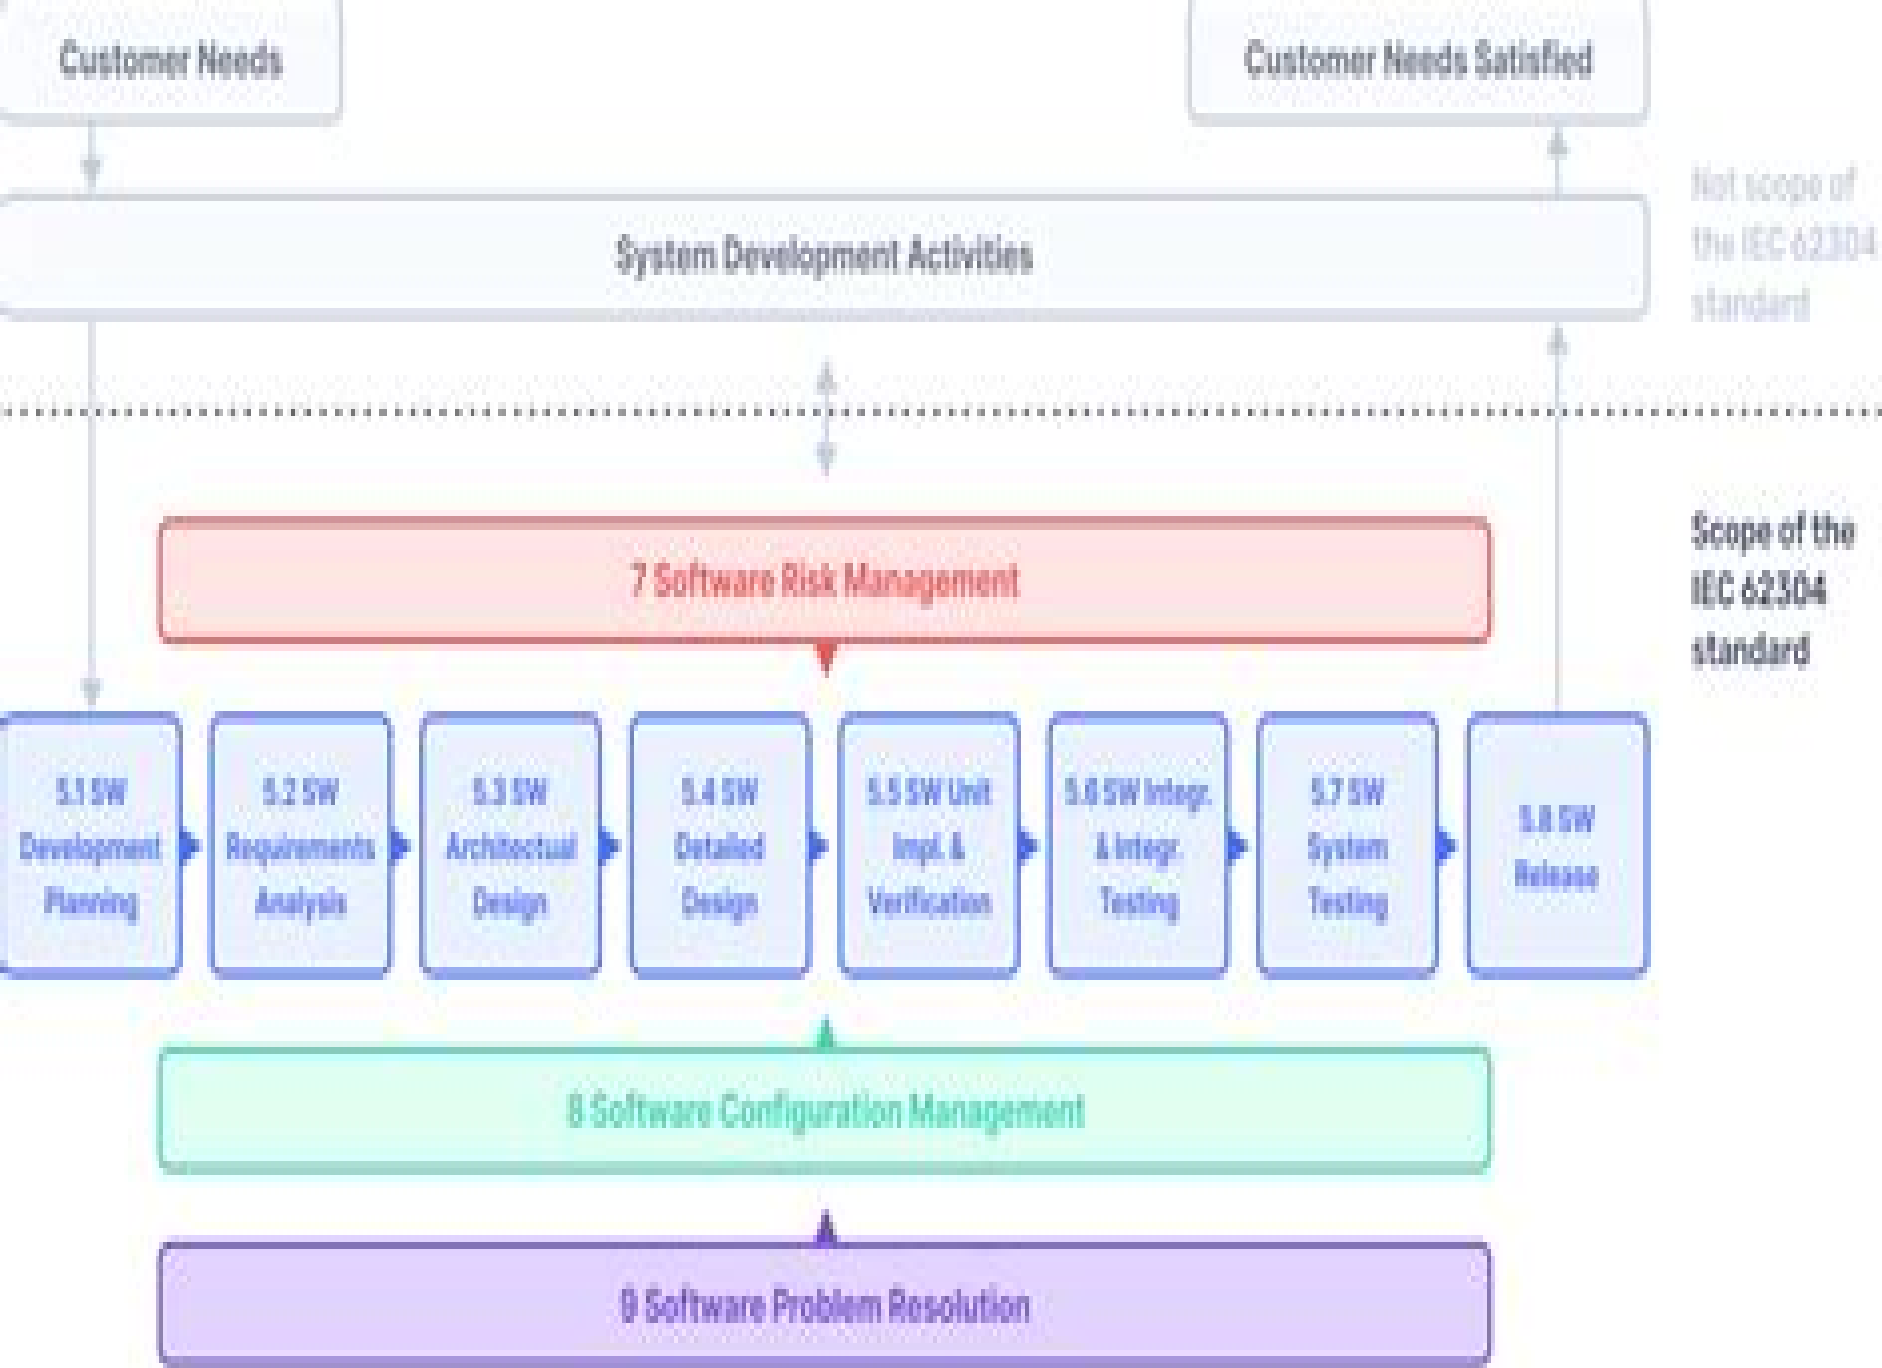 Customer Needs
Customer Needs Satisfied
Not scope of
the IEC 62304
standard
System Development Activities
Scope of the
IEC 62304
standard
7 Software Risk Management
5.1 SW
Development
Planning
5.2 SW
Requirements
Analysis
5.3 SW
Architectual
Design
5.4 SW
Detailed
Design
5.5 SW Unit
Impl. &
Verification
5.6 SW Integr.
& Integr.
Testing
5.7 SW
System
Testing
5.8 SW
Release
8 Software Configuration Management
9 Software Problem Resolution